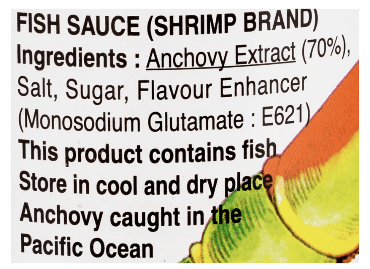 FISH SAUCE (SHRIMP BRAND)
Ingredients : Anchovy Extract (70%),
Salt, Sugar, Flavour Enhancer
(Monosodium Glutamate : E621)
This product contains fish
Store in cool and dry place
Anchovy caught in the
Pacific Ocean